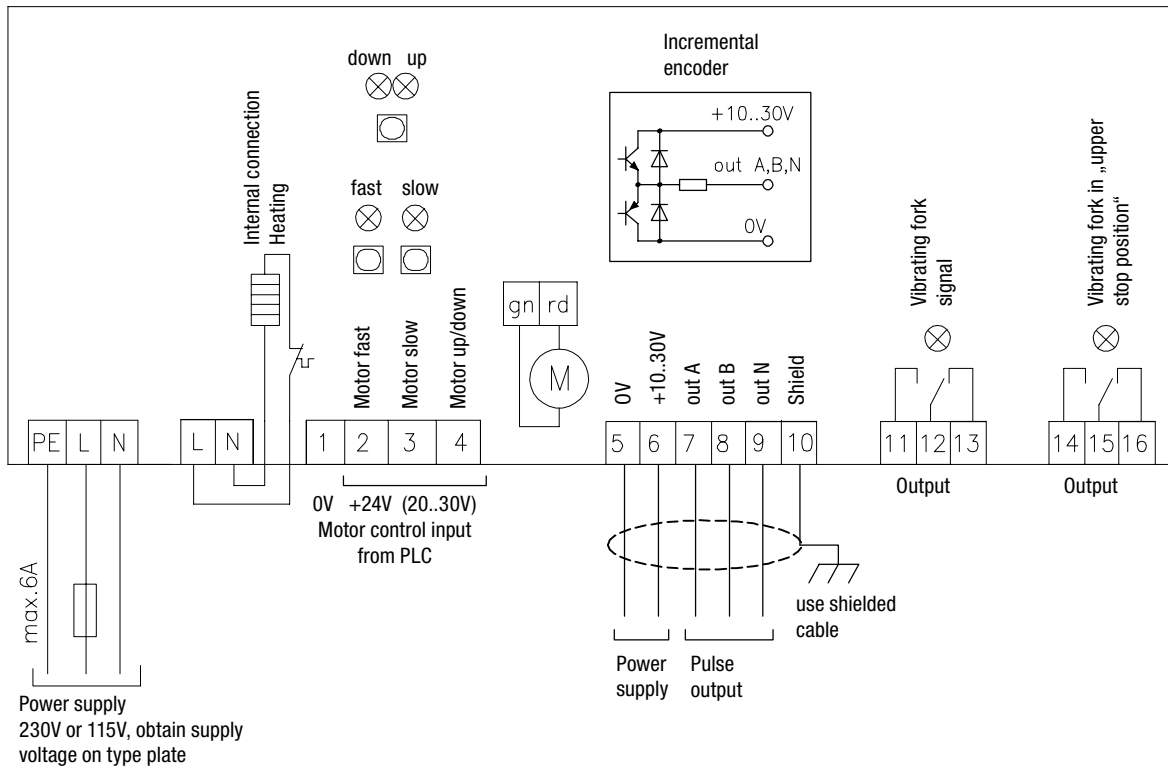 down up
Incremental
encoder
+10..30V
out A,B,N
0V
Internal connection
Heating
fast slow
Vibrating fork
signal
Vibrating fork in „upper
stop position“
gn rd
M
Motor fast
Motor slow
Motor up/down
0V
+10..30V
out A
out B
out N
Shield
PE L N
L N
1 2 3 4
5 6 7 8 9 10
11 12 13
14 15 16
0V +24V (20..30V)
Motor control input
from PLC
Output
Output
max.6A
use shielded
cable
Power
supply
Pulse
output
Power supply
230V or 115V, obtain supply
voltage on type plate